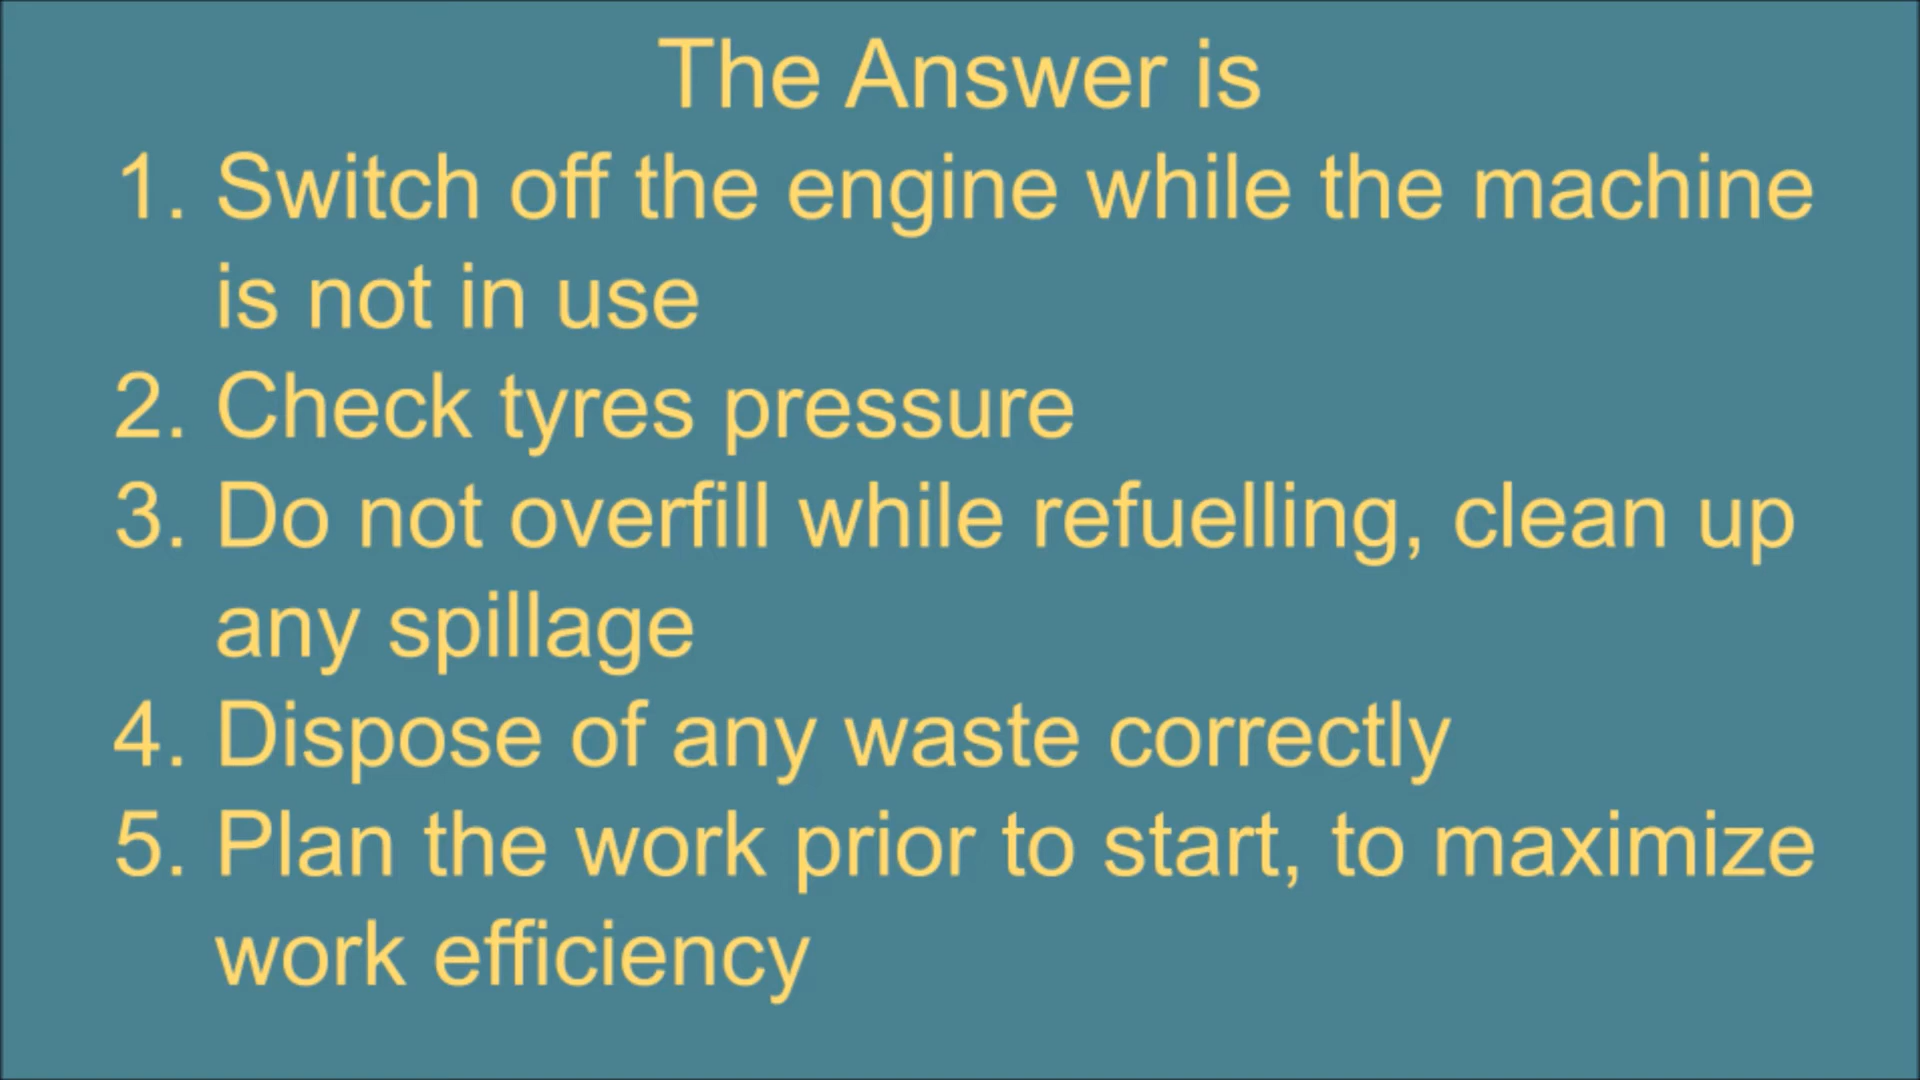 The Answer is
1. Switch off the engine while the machine
is not in use
2. Check tyres pressure
3. Do not overfill while refuelling, clean up
any spillage
4. Dispose of any waste correctly
5. Plan the work prior to start, to maximize
work efficiency